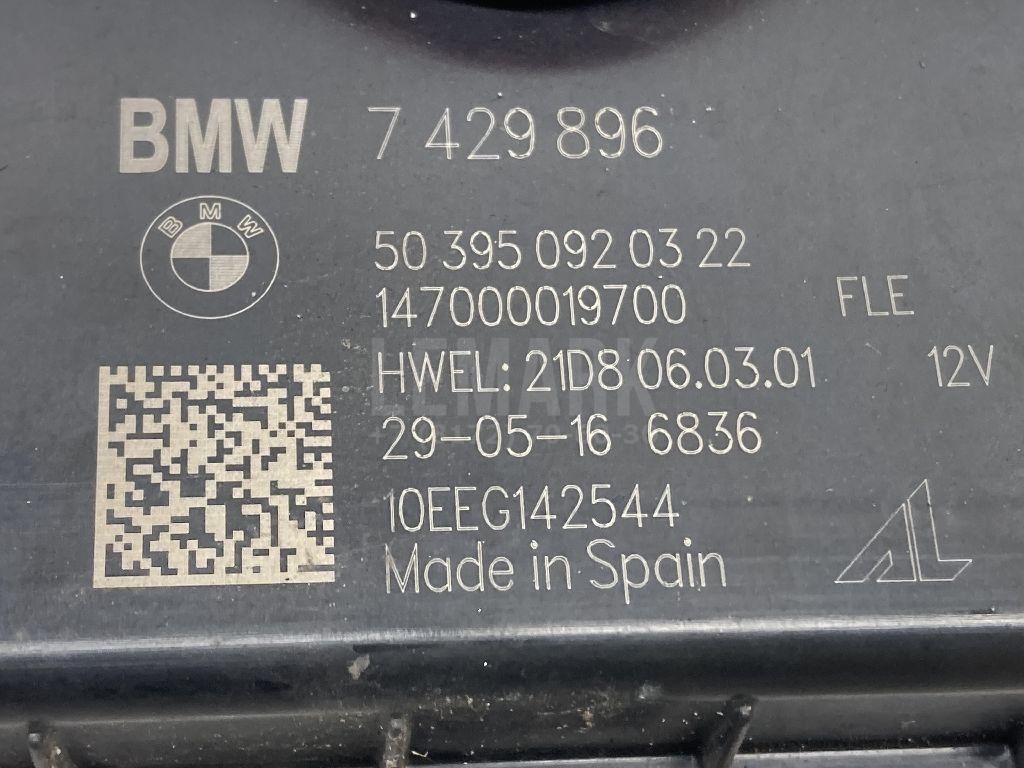 BMW 7 429 896
BMW
50 395 092 03 22
147000019700 FLE
HWEL: 21D8 06.03.01 12V
LEMARK
29-05-16 6836
10EEG142544
Made in Spain
AL